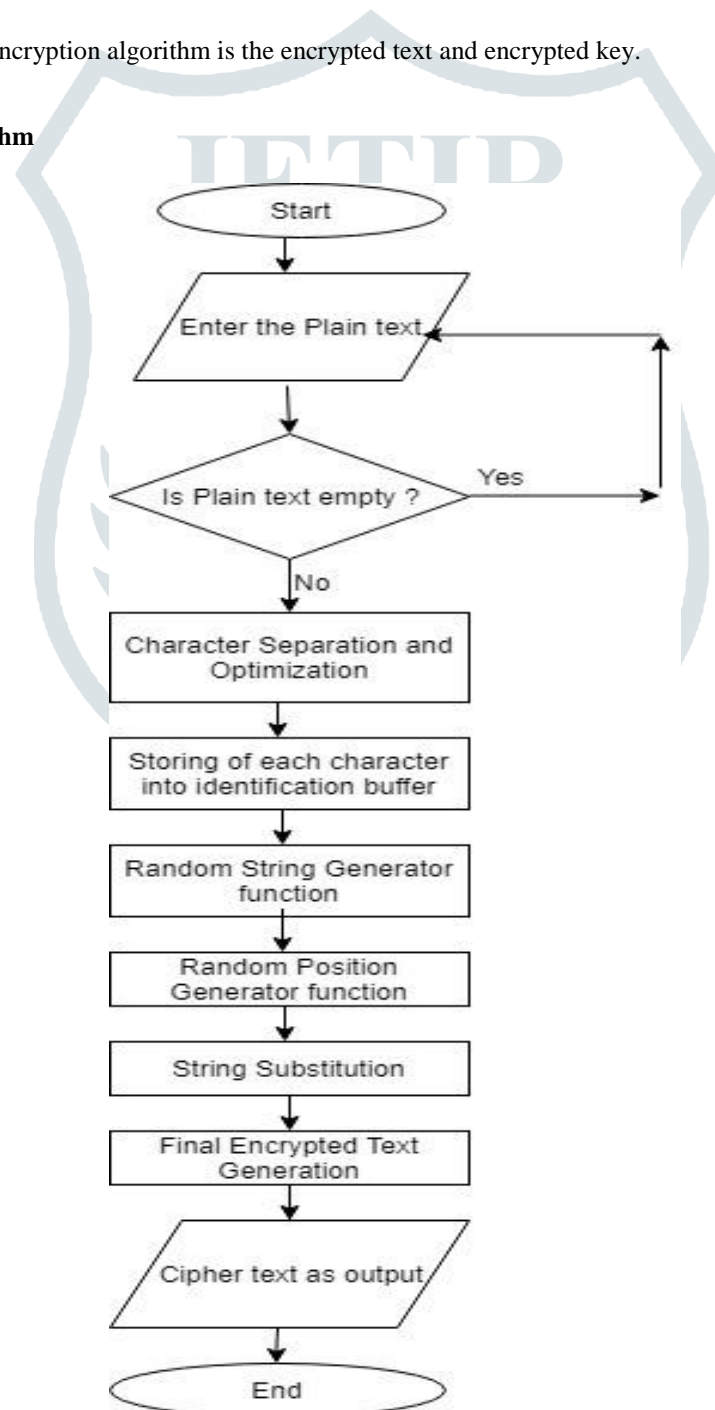 ncryption algorithm is the encrypted text and encrypted key.
hm
JETIR
Start
Enter the Plain text
Is Plain text empty ?
Yes
No
Character Separation and
Optimization
Storing of each character
into identification buffer
Random String Generator
function
Random Position
Generator function
String Substitution
Final Encrypted Text
Generation
Cipher text as output
End